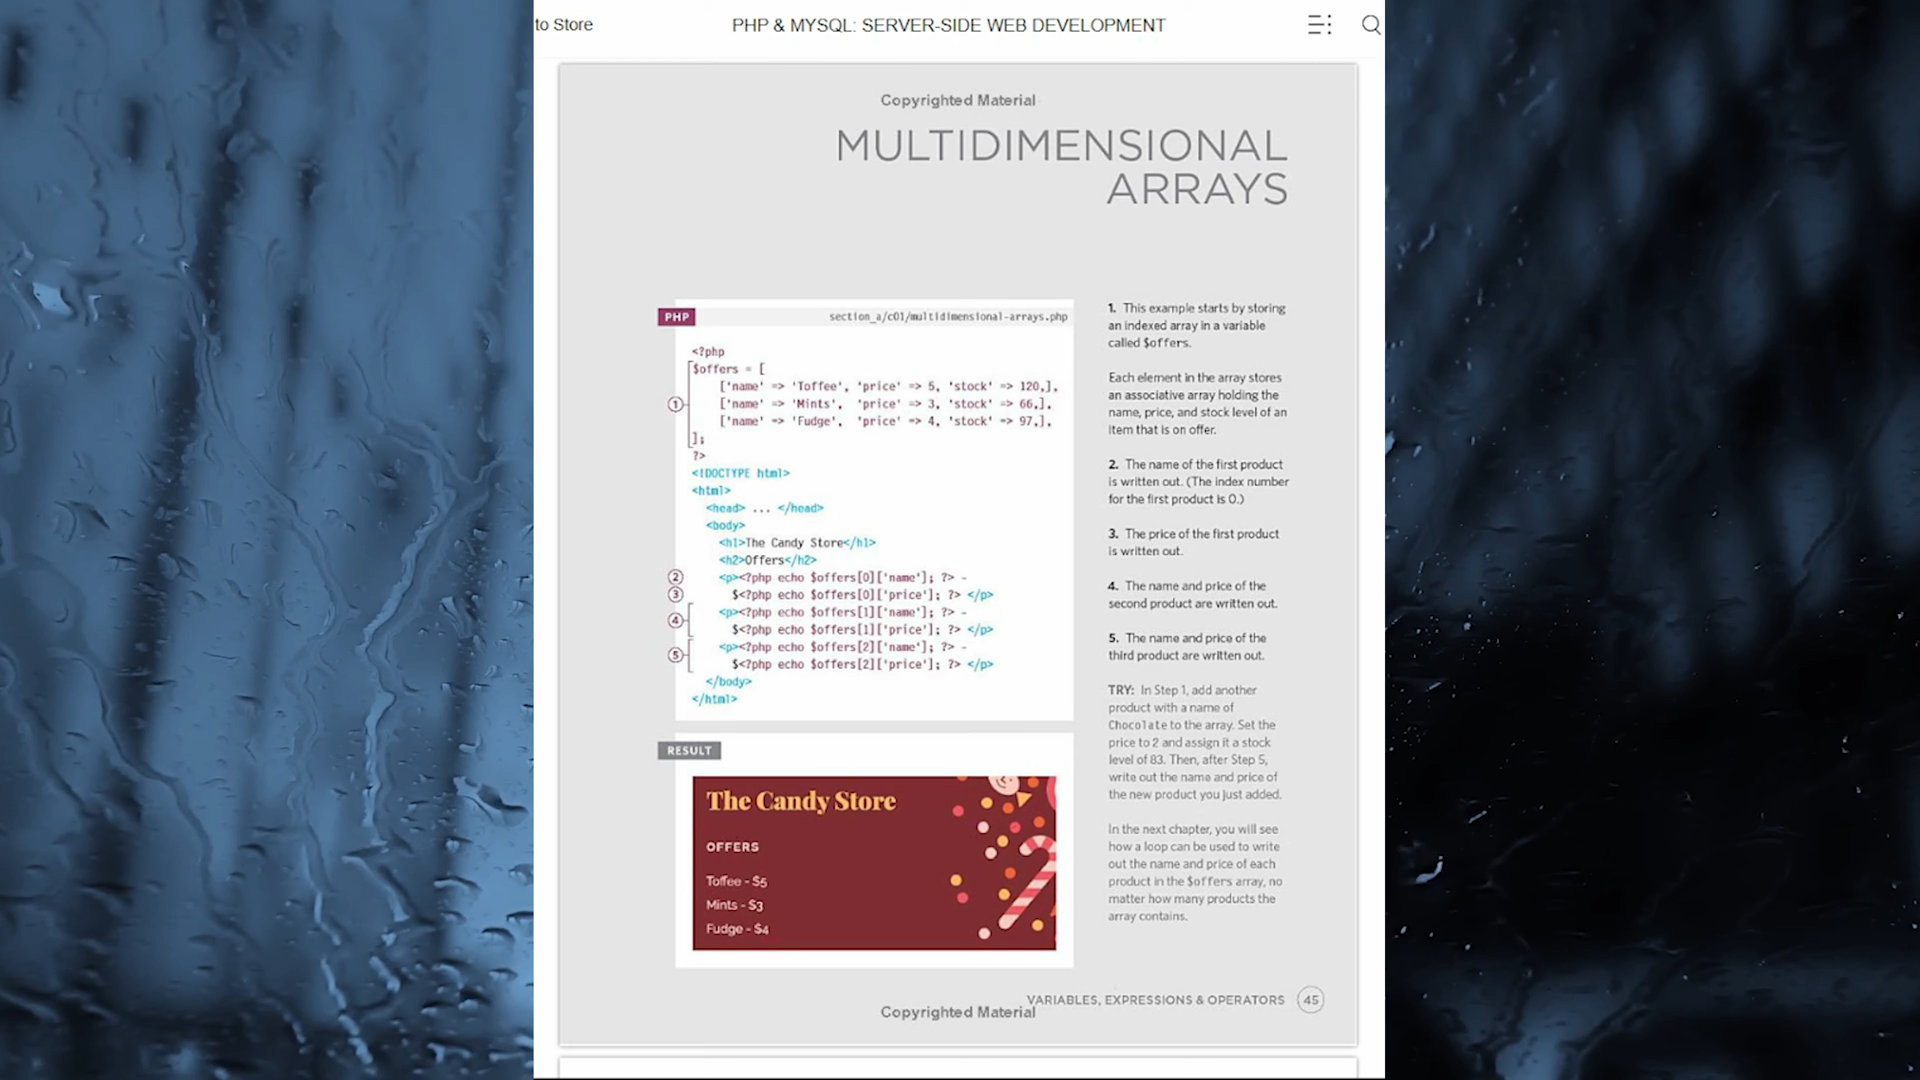 to Store
PHP & MYSQL: SERVER-SIDE WEB DEVELOPMENT
Copyrighted Material
MULTIDIMENSIONAL
ARRAYS
PHP
section_a/c01/multidimensional-arrays.php
<?php
$offers = [
['name' => 'Toffee', 'price' => 5, 'stock' => 120,],
['name' => 'Mints', 'price' => 3, 'stock' => 66,],
['name' => 'Fudge', 'price' => 4, 'stock' => 97,],
];
?>
<!DOCTYPE html>
<html>
<head> ... </head>
<body>
<h1>The Candy Store</h1>
<h2>Offers</h2>
<p><?php echo $offers[0]['name']; ?> -
$<?php echo $offers[0]['price']; ?> </p>
<p><?php echo $offers[1]['name']; ?> -
$<?php echo $offers[1]['price']; ?> </p>
<p><?php echo $offers[2]['name']; ?> -
$<?php echo $offers[2]['price']; ?> </p>
</body>
</html>
1
2
3
4
5
RESULT
The Candy Store
OFFERS
Toffee - $5
Mints - $3
Fudge - $4
1. This example starts by storing
an indexed array in a variable
called $offers.
Each element in the array stores
an associative array holding the
name, price, and stock level of an
item that is on offer.
2. The name of the first product
is written out. (The index number
for the first product is 0.)
3. The price of the first product
is written out.
4. The name and price of the
second product are written out.
5. The name and price of the
third product are written out.
TRY: In Step 1, add another
product with a name of
Chocolate to the array. Set the
price to 2 and assign it a stock
level of 83. Then, after Step 5,
write out the name and price of
the new product you just added.
In the next chapter, you will see
how a loop can be used to write
out the name and price of each
product in the $offers array, no
matter how many products the
array contains.
VARIABLES, EXPRESSIONS & OPERATORS 45
Copyrighted Material